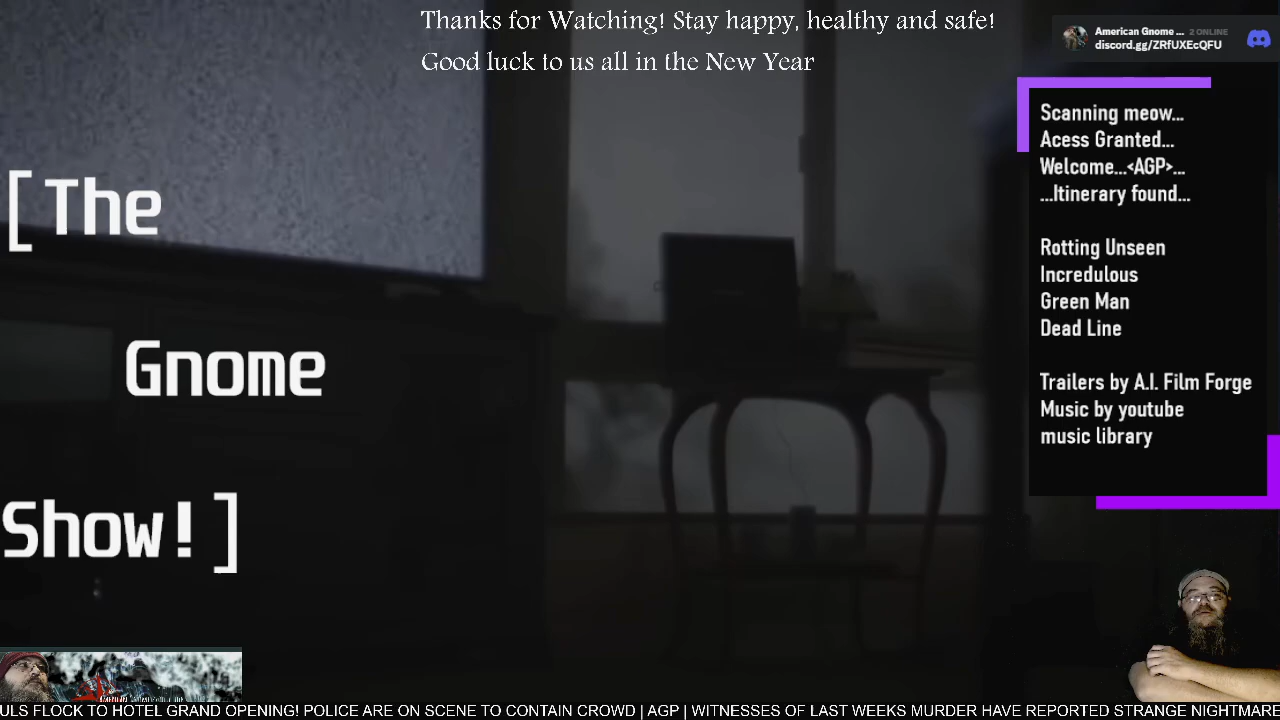 Thanks for Watching! Stay happy, healthy and safe!
Good luck to us all in the New Year
American Gnome ... 2 ONLINE
discord.gg/ZRfUXEcQFU
Scanning meow...
Acess Granted...
Welcome...<AGP>...
...Itinerary found...
Rotting Unseen
Incredulous
Green Man
Dead Line
Trailers by A.I. Film Forge
Music by youtube
music library
[The
Gnome
Show!]
ULS FLOCK TO HOTEL GRAND OPENING! POLICE ARE ON SCENE TO CONTAIN CROWD | AGP | WITNESSES OF LAST WEEKS MURDER HAVE REPORTED STRANGE NIGHTMARE